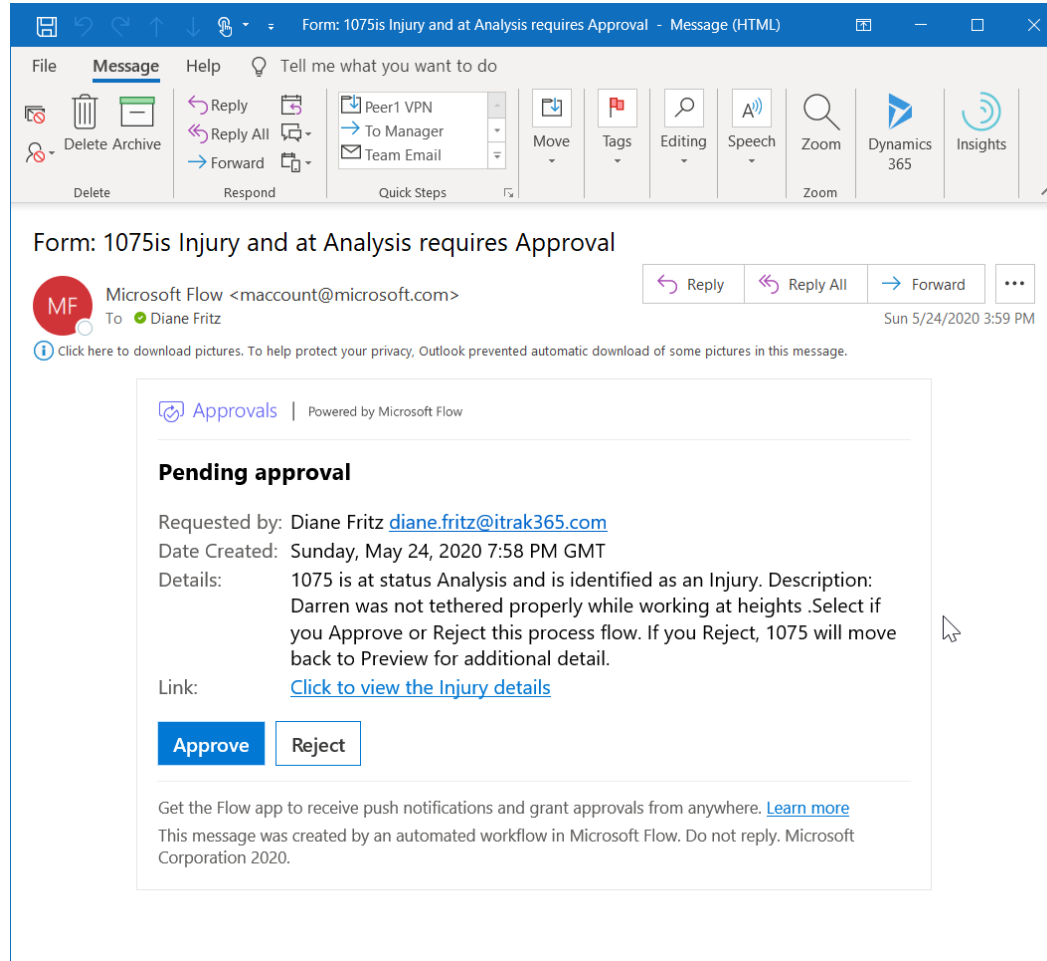 Form: 1075is Injury and at Analysis requires Approval - Message (HTML)
File Message Help Tell me what you want to do
Delete Archive
Delete
Reply
Reply All
Forward
Respond
Peer1 VPN
To Manager
Team Email
Quick Steps
Move
Tags
Editing
Speech
Zoom
Zoom
Dynamics
365
Insights
Form: 1075is Injury and at Analysis requires Approval
MF
Microsoft Flow <maccount@microsoft.com>
To Diane Fritz
Reply Reply All Forward
Sun 5/24/2020 3:59 PM
Click here to download pictures. To help protect your privacy, Outlook prevented automatic download of some pictures in this message.
Approvals | Powered by Microsoft Flow
Pending approval
Requested by: Diane Fritz diane.fritz@itrak365.com
Date Created: Sunday, May 24, 2020 7:58 PM GMT
Details: 1075 is at status Analysis and is identified as an Injury. Description:
Darren was not tethered properly while working at heights .Select if
you Approve or Reject this process flow. If you Reject, 1075 will move
back to Preview for additional detail.
Link: Click to view the Injury details
Approve Reject
Get the Flow app to receive push notifications and grant approvals from anywhere. Learn more
This message was created by an automated workflow in Microsoft Flow. Do not reply. Microsoft
Corporation 2020.